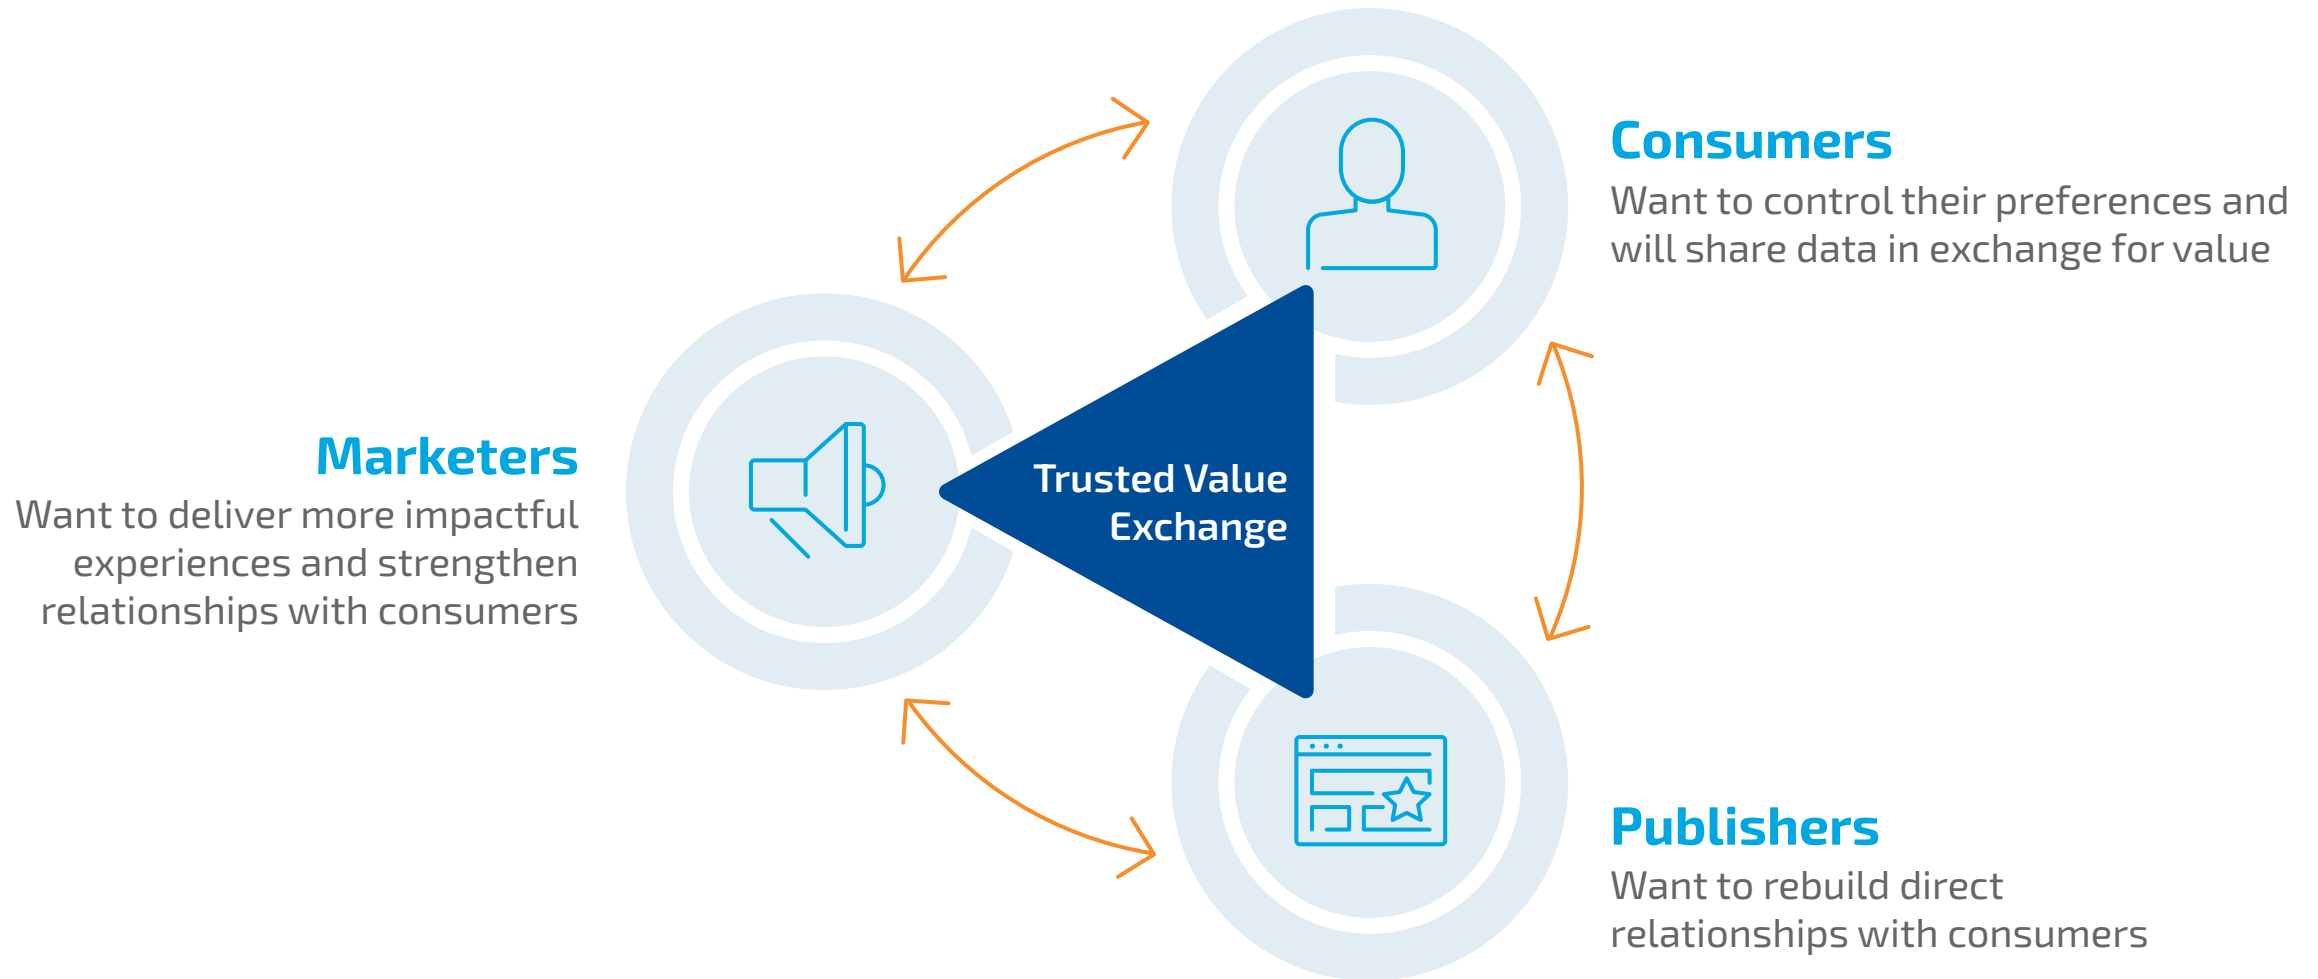 Consumers
Want to control their preferences and
will share data in exchange for value
Marketers
Want to deliver more impactful
experiences and strengthen
relationships with consumers
Trusted Value
Exchange
Publishers
Want to rebuild direct
relationships with consumers